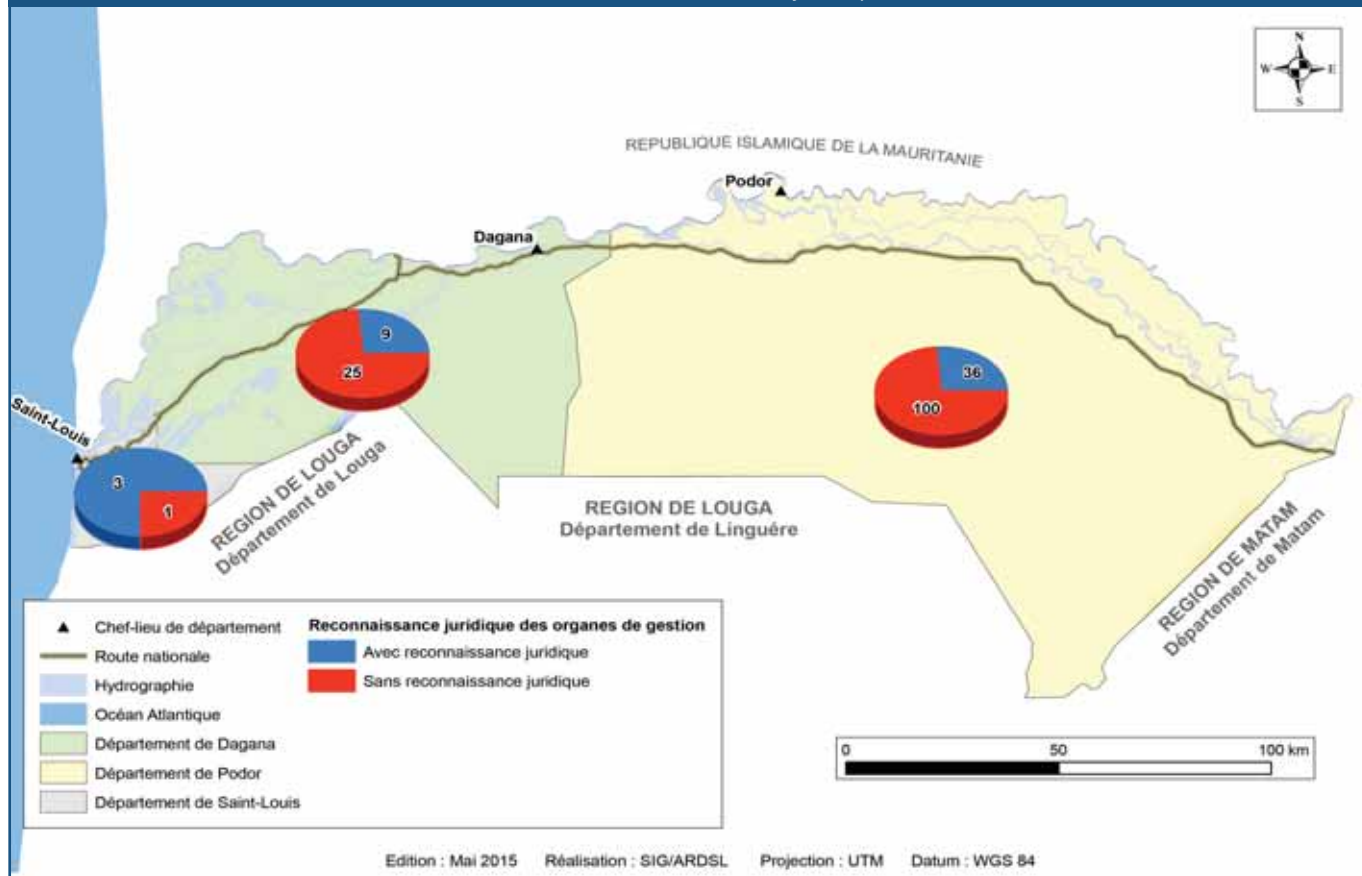 N
W E
S
REPUBLIQUE ISLAMIQUE DE LA MAURITANIE
Podor
Dagana
9
25
36
100
Saint-Louis
3
1
REGION DE LOUGA
Département de Louga
REGION DE LOUGA
Département de Linguére
REGION DE MATAM
Département de Matam
Chef-lieu de département
Route nationale
Hydrographie
Océan Atlantique
Département de Dagana
Département de Podor
Département de Saint-Louis
Reconnaissance juridique des organes de gestion
Avec reconnaissance juridique
Sans reconnaissance juridique
0 50 100 km
Edition : Mai 2015 Réalisation : SIG/ARDSL Projection : UTM Datum : WGS 84